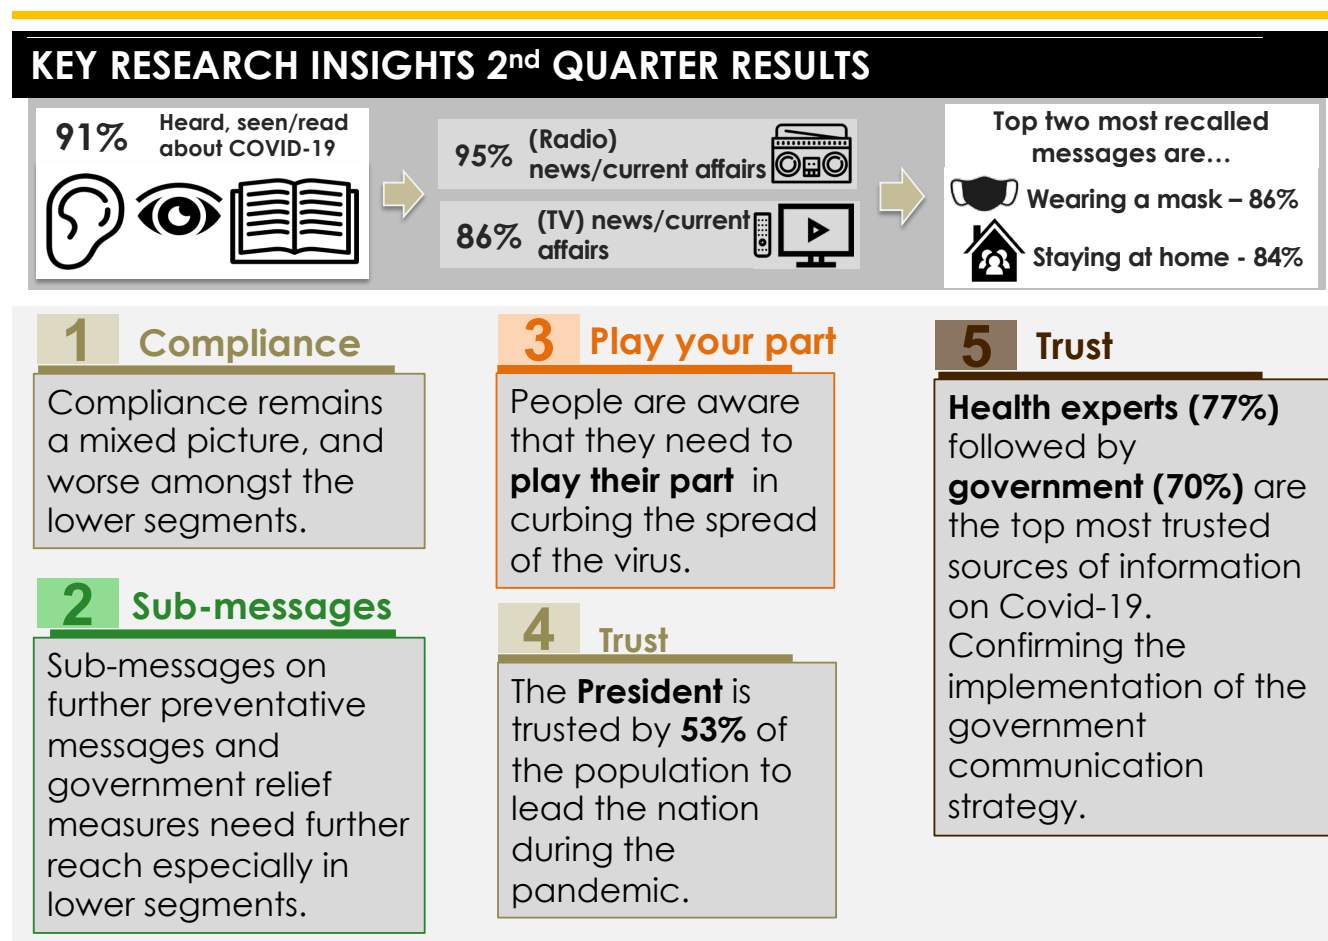 KEY RESEARCH INSIGHTS 2nd QUARTER RESULTS
91%
Heard, seen/read
about COVID-19
95%
(Radio)
news/current affairs
86%
(TV) news/current
affairs
Top two most recalled
messages are...
Wearing a mask – 86%
Staying at home - 84%
1 Compliance
Compliance remains
a mixed picture, and
worse amongst the
lower segments.
2 Sub-messages
Sub-messages on
further preventative
messages and
government relief
measures need further
reach especially in
lower segments.
3 Play your part
People are aware
that they need to
play their part in
curbing the spread
of the virus.
4 Trust
The President is
trusted by 53% of
the population to
lead the nation
during the
pandemic.
5 Trust
Health experts (77%)
followed by
government (70%) are
the top most trusted
sources of information
on Covid-19.
Confirming the
implementation of the
government
communication
strategy.